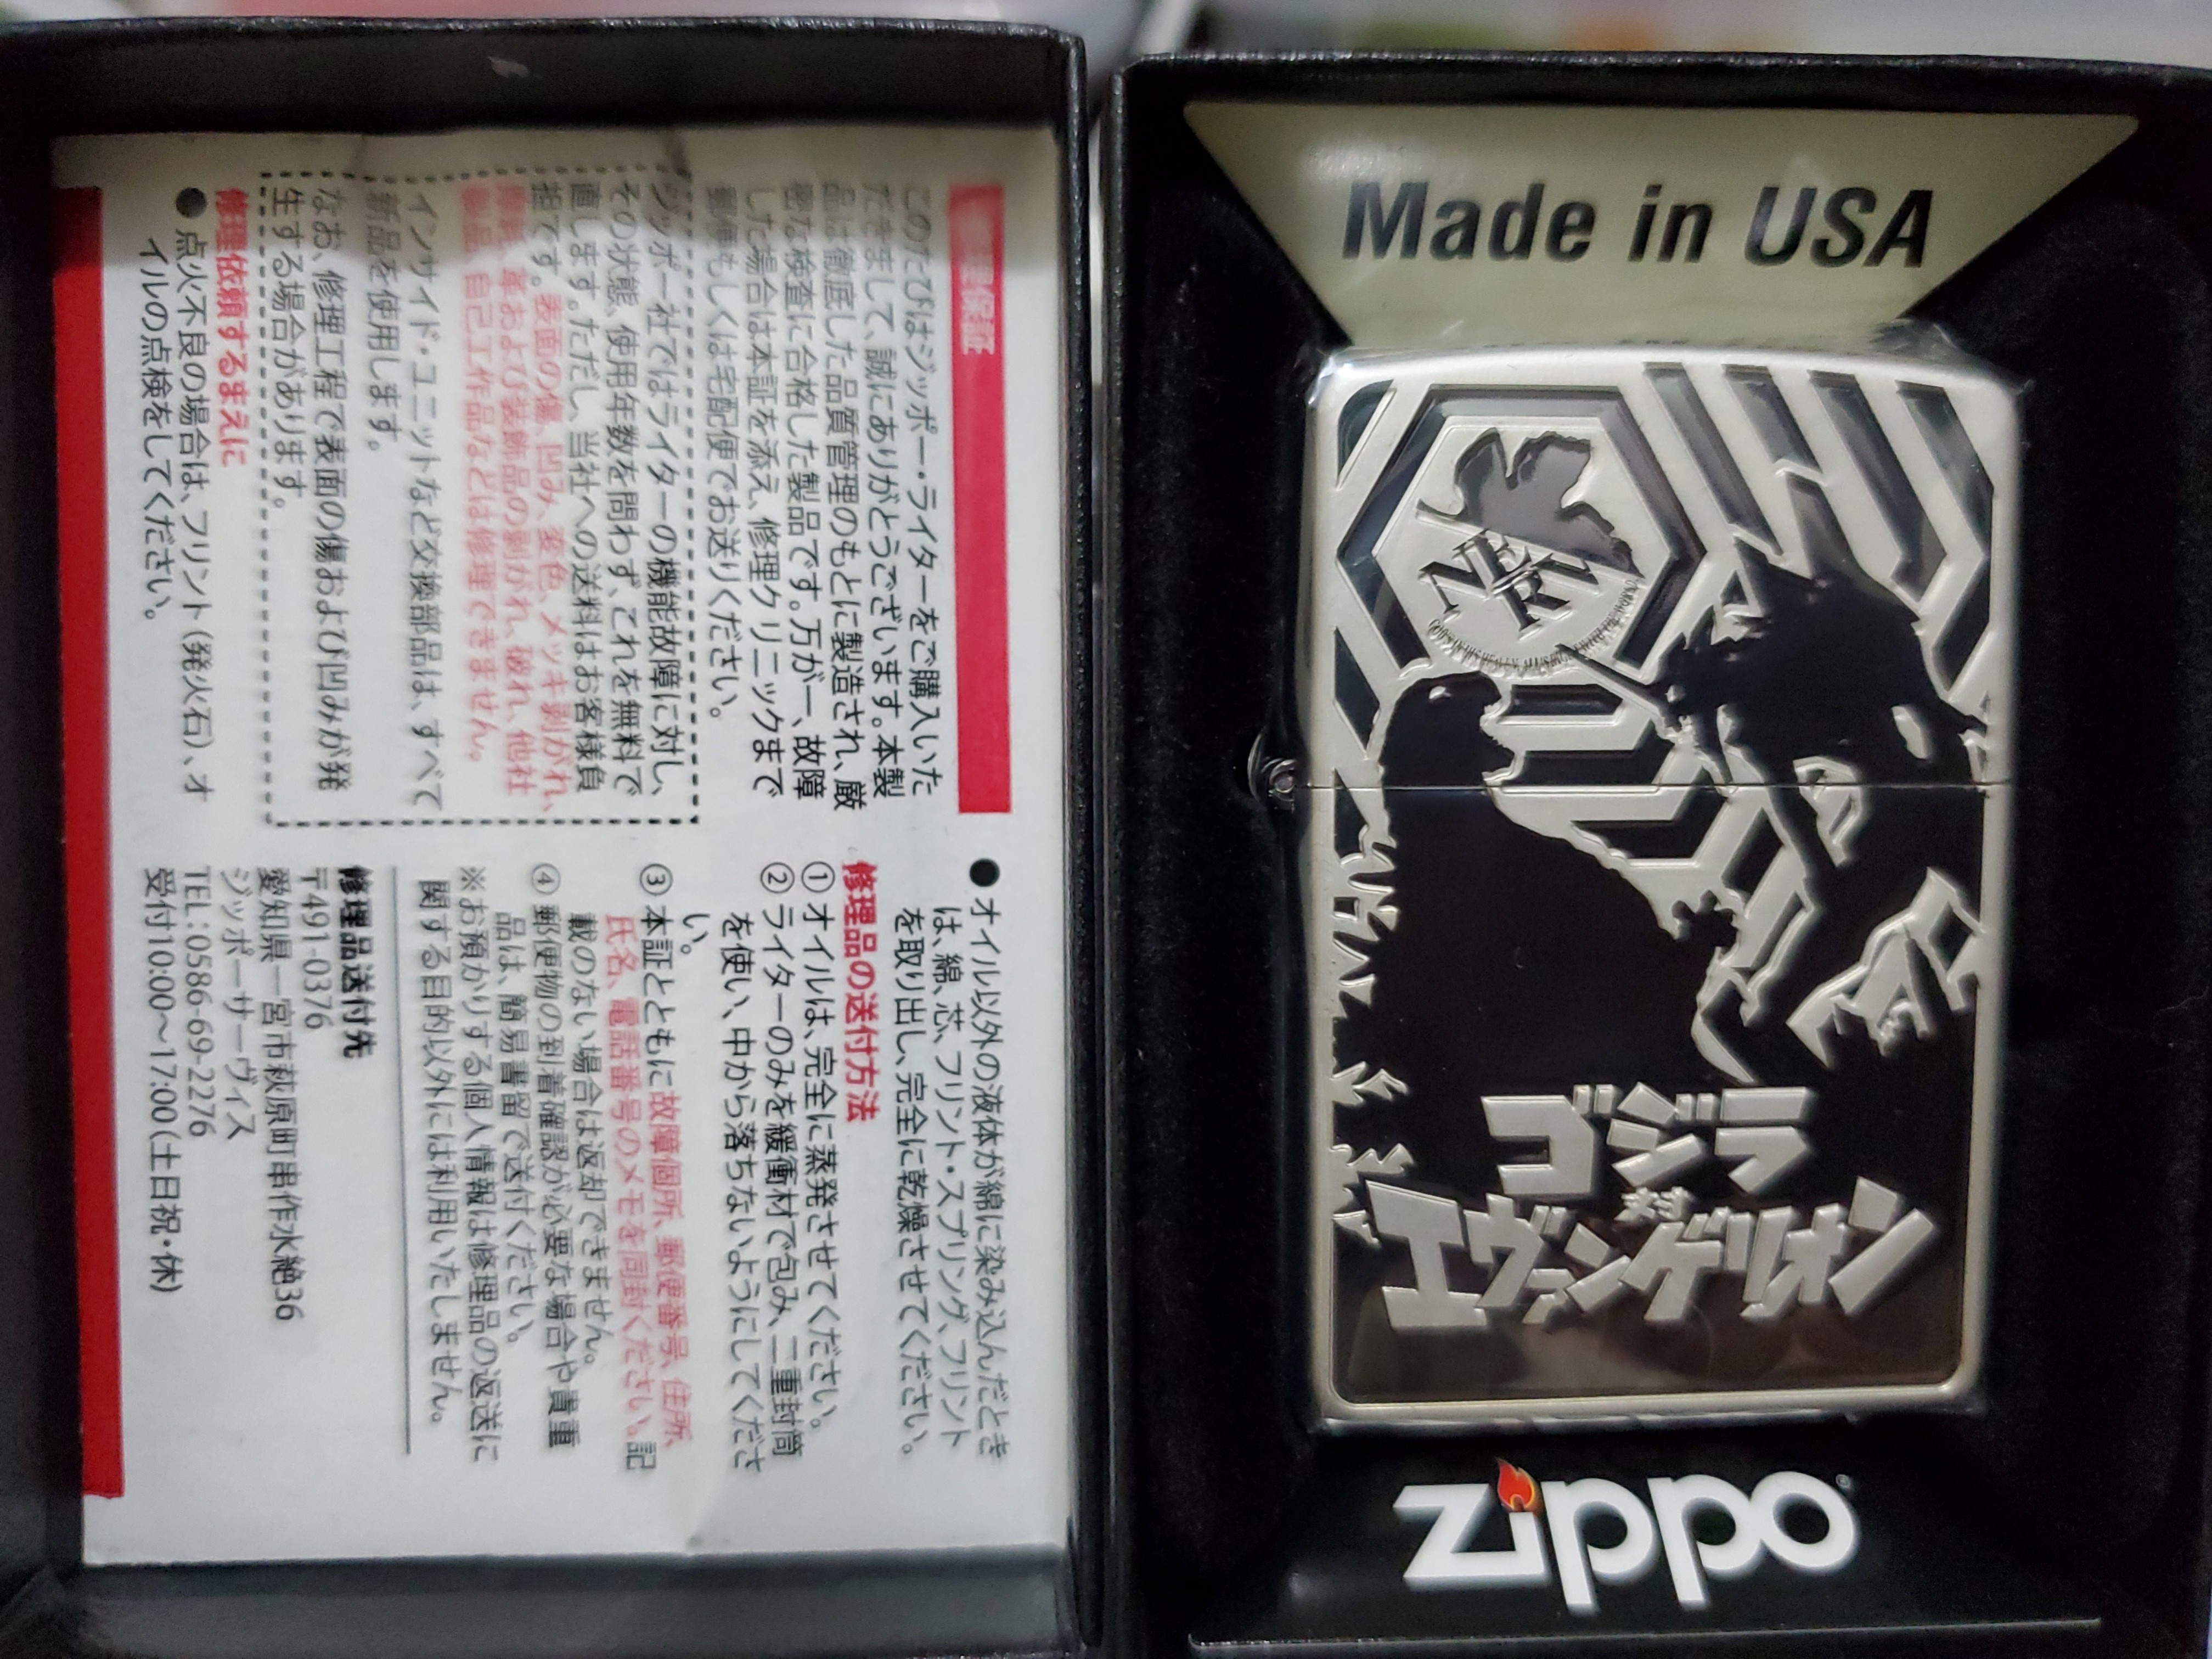 修理保証
このたびはジッポー・ライターをご購入いた
だきまして、誠にありがとうございます。本製
品は徹底した品質管理のもとに製造され、厳
密な検査に合格した製品です。万が一、故障
した場合は本証を添え、修理クリニックまで
郵便もしくは宅配便でお送りください。
ジッポー社ではライターの機能故障に対し、
その状態、使用年数を問わず、これを無料で
直します。ただし、当社への送料はお客様負
担です。表面の傷、凹み、変色、メッキ剥がれ、
革および装飾品の剥がれ、破れ、他社
製品、自己工作品などは修理できません。
インサイド・ユニットなど交換部品は、すべて
新品を使用します。
なお、修理工程で表面の傷および凹みが発
生する場合があります。
修理依頼するまえに
● 点火不良の場合は、フリント(発火石)、オ
イルの点検をしてください。
● オイル以外の液体が綿に染み込んだとき
は、綿、芯、フリント・スプリング、フリント
を取り出し、完全に乾燥させてください。
修理品の送付方法
① オイルは、完全に蒸発させてください。
② ライターのみを緩衝材で包み、二重封筒
を使い、中から落ちないようにしてくださ
い。
③ 本証とともに故障個所、郵便番号、住所、
氏名、電話番号のメモを同封ください。記
載のない場合は返却できません。
④ 郵便物の到着確認が必要な場合や貴重
品は、簡易書留で送付ください。
※お預かりする個人情報は修理品の返送に
関する目的以外には利用いたしません。
修理品送付先
〒491-0376
愛知県一宮市萩原町串作水絶36
ジッポーサーヴィス
TEL:0586-69-2276
受付10:00〜17:00(土日祝・休)
Made in USA
NERV
ゴジラ
対
エヴァンゲリオン
zippo